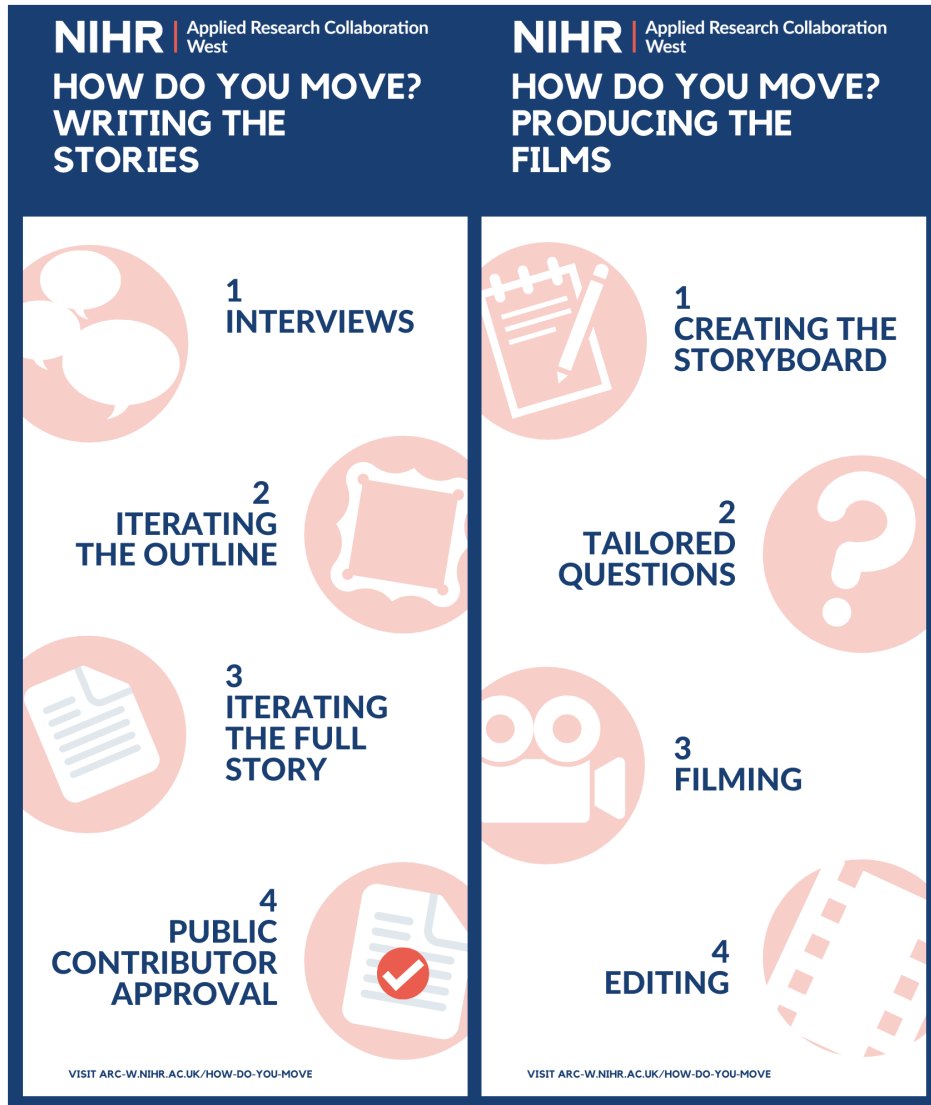 NIHR | Applied Research Collaboration
West
HOW DO YOU MOVE?
WRITING THE
STORIES
1
INTERVIEWS
2
ITERATING
THE OUTLINE
3
ITERATING
THE FULL
STORY
4
PUBLIC
CONTRIBUTOR
APPROVAL
VISIT ARC-W.NIHR.AC.UK/HOW-DO-YOU-MOVE
NIHR | Applied Research Collaboration
West
HOW DO YOU MOVE?
PRODUCING THE
FILMS
1
CREATING THE
STORYBOARD
2
TAILORED
QUESTIONS
3
FILMING
4
EDITING
VISIT ARC-W.NIHR.AC.UK/HOW-DO-YOU-MOVE